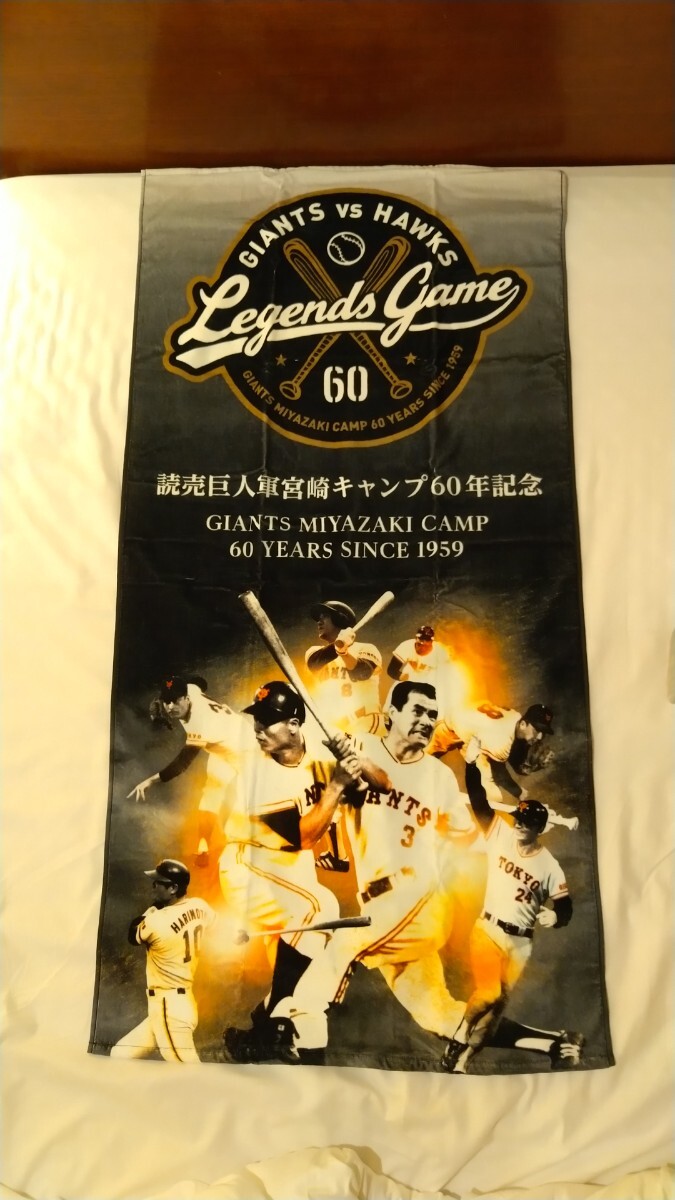 GIANTS VS HAWKS
Legends Game
60
GIANTS MIYAZAKI CAMP 60 YEARS SINCE 1959
読売巨人軍宮崎キャンプ60年記念
GIANTS MIYAZAKI CAMP
60 YEARS SINCE 1959
ANTS
3
1
TOKYO
24
HARIMOTO
10